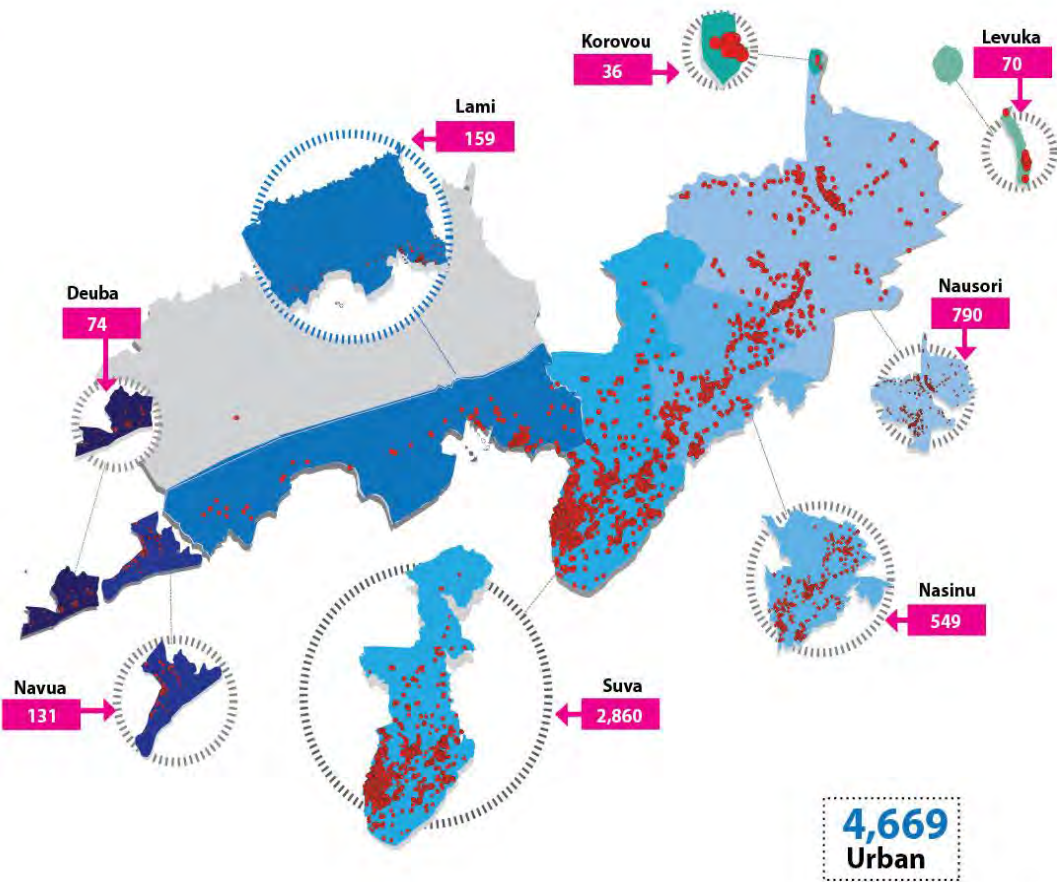 Korovou
36
Levuka
70
Lami
159
Deuba
74
Nausori
790
Nasinu
549
Navua
131
Suva
2,860
4,669
Urban